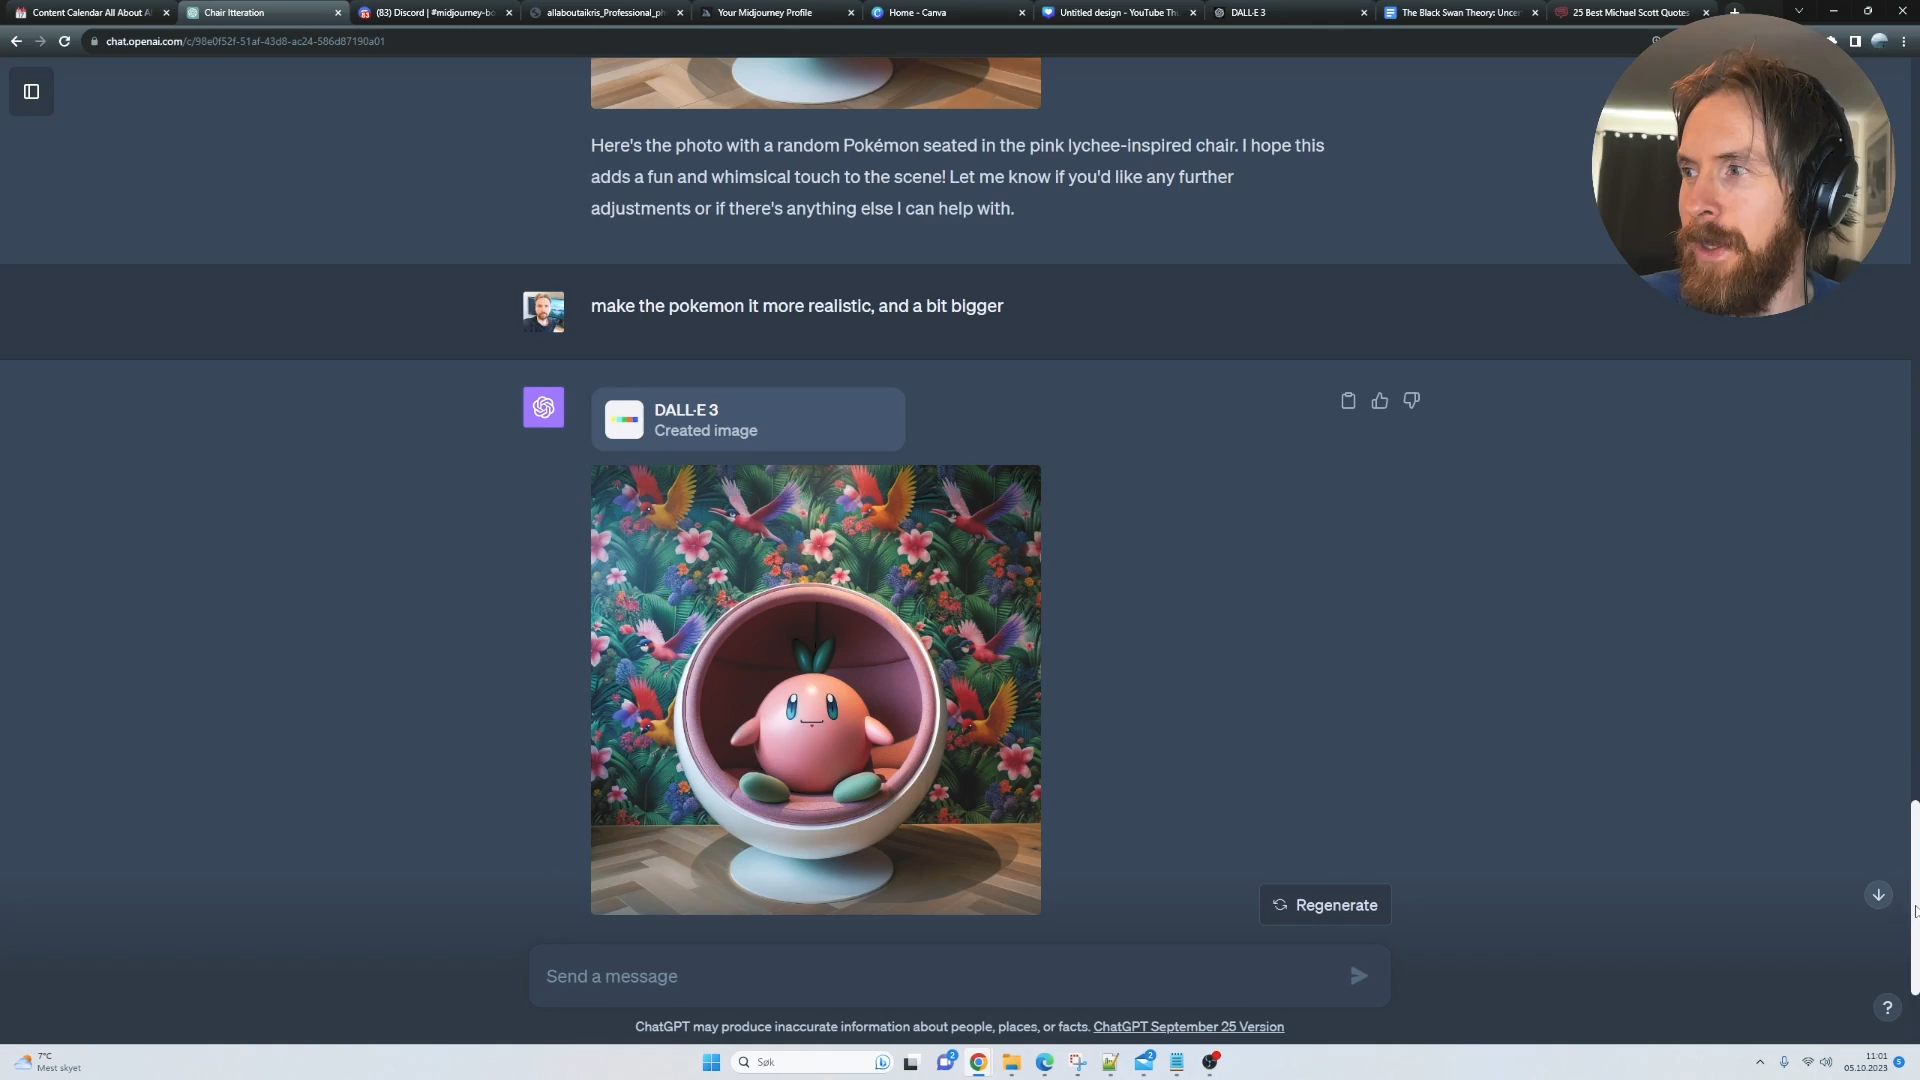 Content Calendar All About A
Chair Itteration
(83) Discord | #midjourney-bo
allaboutaikris_Professional_ph
Your Midjourney Profile
Home - Canva
Untitled design - YouTube Th
DALL·E 3
The Black Swan Theory: Uncer
25 Best Michael Scott Quotes
chat.openai.com/c/98e0f52f-51af-43d8-ac24-586d87190a01
Here's the photo with a random Pokémon seated in the pink lychee-inspired chair. I hope this
adds a fun and whimsical touch to the scene! Let me know if you'd like any further
adjustments or if there's anything else I can help with.
make the pokemon it more realistic, and a bit bigger
DALL·E 3
Created image
Regenerate
Send a message
ChatGPT may produce inaccurate information about people, places, or facts. ChatGPT September 25 Version
?
7°C
Mest skyet
Søk
2
2
11:01
05.10.2023
5